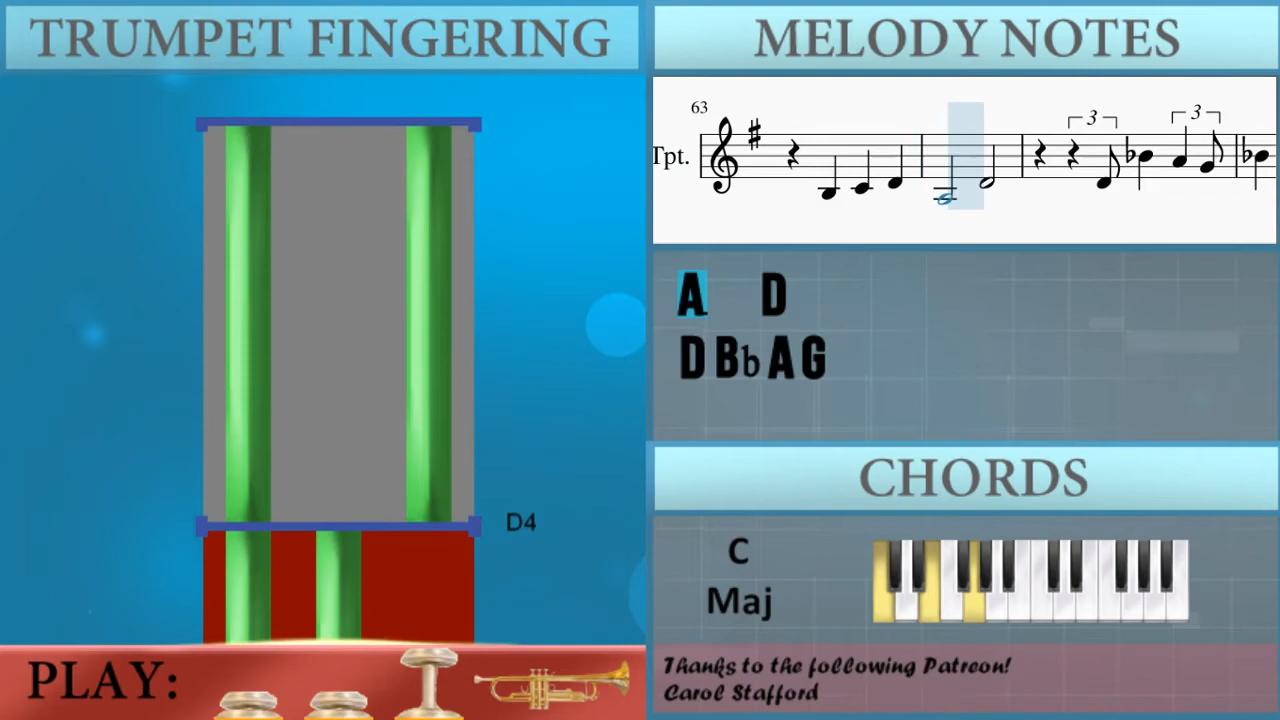 TRUMPET FINGERING
D4
PLAY:
MELODY NOTES
63
Tpt.
3
3
A D
D Bb A G
CHORDS
C
Maj
Thanks to the following Patreon!
Carol Stafford